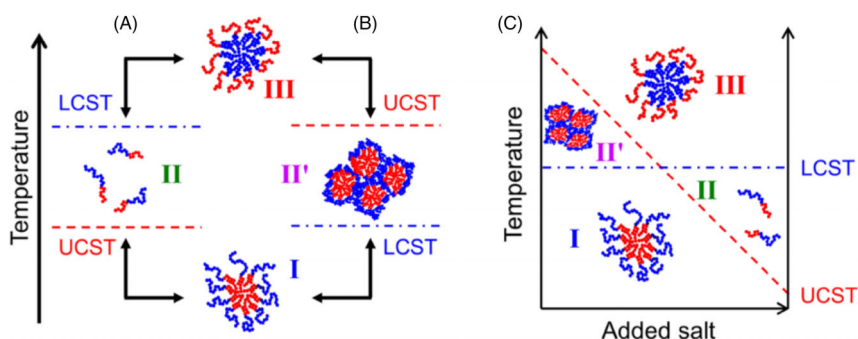 (A)
(B)
(C)
Temperature
LCST
UCST
III
II
II'
I
UCST
LCST
Temperature
III
II'
LCST
II
I
UCST
Added salt